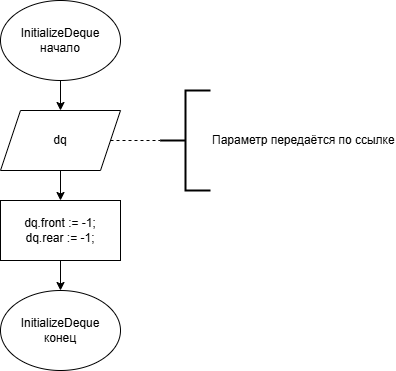 InitializeDeque
начало
dq
Параметр передаётся по ссылке
dq.front := -1;
dq.rear := -1;
InitializeDeque
конец